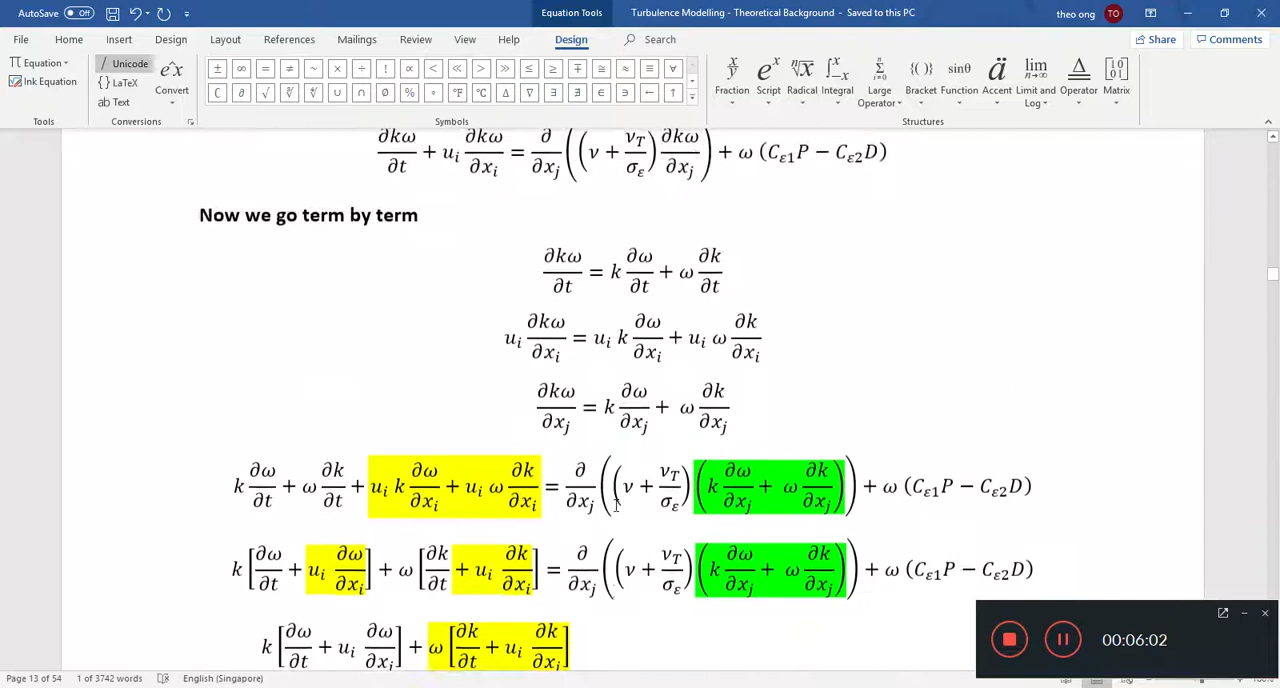 AutoSave Off Equation Tools Turbulence Modelling - Theoretical Background - Saved to this PC theo ong TO
File Home Insert Design Layout References Mailings Review View Help Design Search Share Comments
Equation Unicode LaTeX Text Ink Equation Convert
± ∞ = ≠ ~ × ÷ ! ∝ < ≪ > ≫ ≤ ≥ ∓ ≅ ≈ ≡ ∀
∁ ∂ √ ∛ ∜ ∪ ∩ ∅ % ° °F °C ∆ ∇ ∃ ∄ ∈ ∋ ← ↑
Fraction Script Radical Integral Large Operator Bracket Function Accent Limit and Log Operator Matrix
Tools Conversions Symbols Structures
∂kω/∂t + u_i ∂kω/∂x_i = ∂/∂x_j ((ν + ν_T/σ_ε) ∂kω/∂x_j) + ω (C_ε1 P − C_ε2 D)
Now we go term by term
∂kω/∂t = k ∂ω/∂t + ω ∂k/∂t
u_i ∂kω/∂x_i = u_i k ∂ω/∂x_i + u_i ω ∂k/∂x_i
∂kω/∂x_j = k ∂ω/∂x_j + ω ∂k/∂x_j
k ∂ω/∂t + ω ∂k/∂t + u_i k ∂ω/∂x_i + u_i ω ∂k/∂x_i = ∂/∂x_j ((ν + ν_T/σ_ε) (k ∂ω/∂x_j + ω ∂k/∂x_j)) + ω (C_ε1 P − C_ε2 D)
k [∂ω/∂t + u_i ∂ω/∂x_i] + ω [∂k/∂t + u_i ∂k/∂x_i] = ∂/∂x_j ((ν + ν_T/σ_ε) (k ∂ω/∂x_j + ω ∂k/∂x_j)) + ω (C_ε1 P − C_ε2 D)
k [∂ω/∂t + u_i ∂ω/∂x_i] + ω [∂k/∂t + u_i ∂k/∂x_i]
00:06:02
Page 13 of 54 1 of 3742 words English (Singapore)